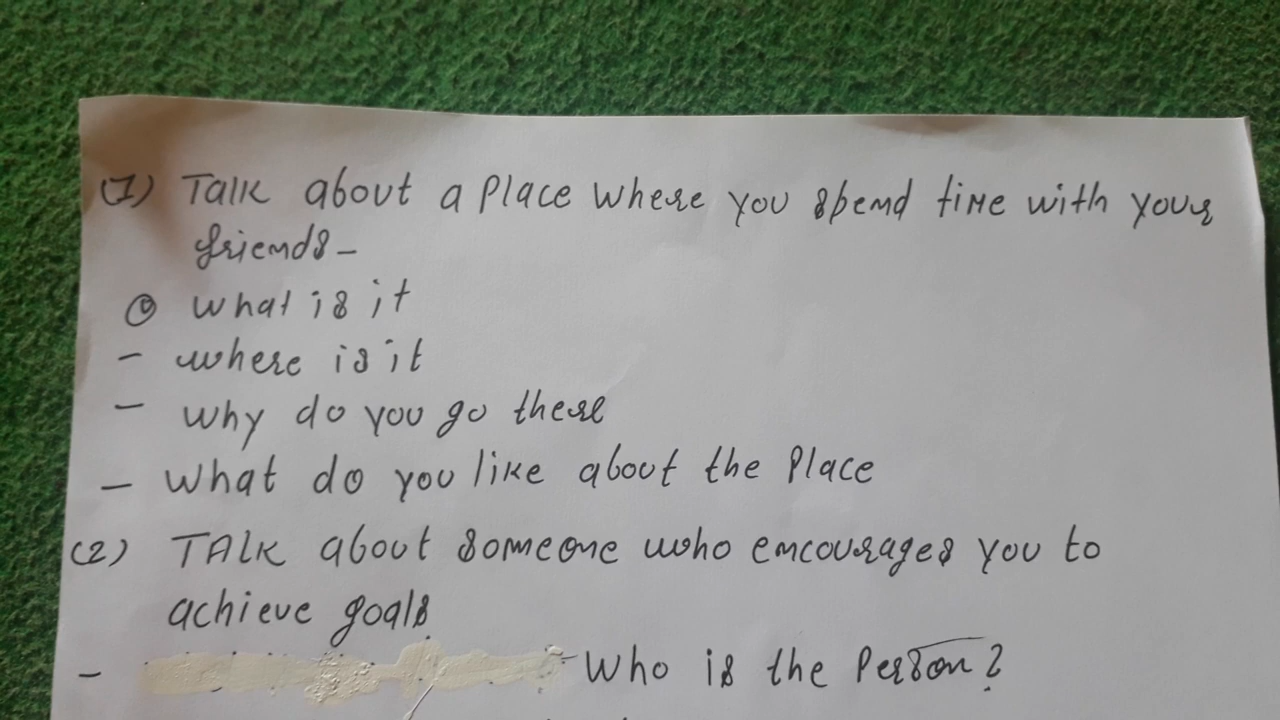 (1) Talk about a Place where you spend time with your
friends-
what is it
- where is it
- why do you go there
- what do you like about the Place
(2) TAlk about someone who encourages you to
achieve goals
- Who is the Person?